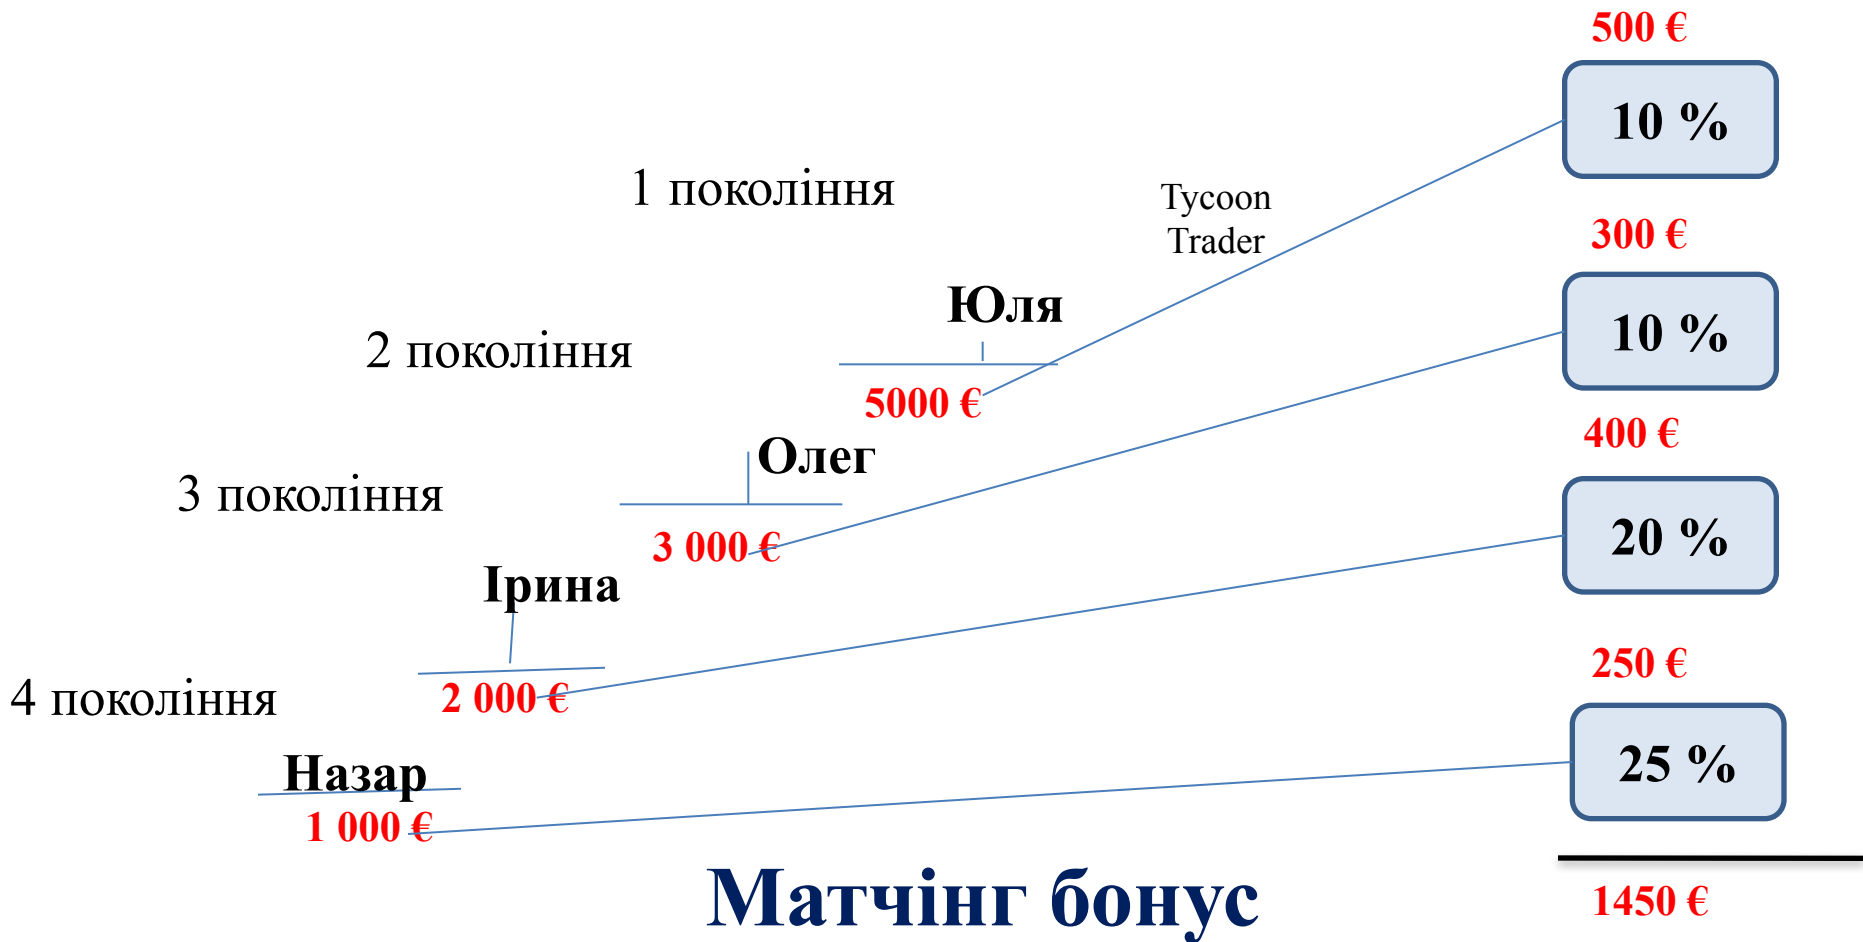 500 €
10 %
1 покоління
Tycoon
Trader
300 €
Юля
10 %
2 покоління
5000 €
400 €
Олег
3 покоління
20 %
3 000 €
Ірина
250 €
4 покоління
2 000 €
25 %
Назар
1 000 €
Матчінг бонус
1450 €